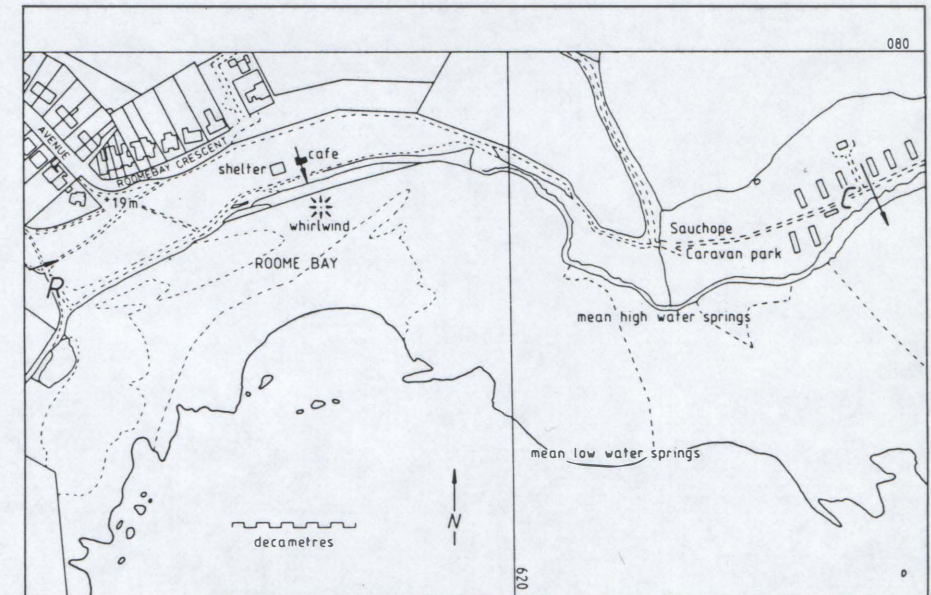 080
AVENUE
ROOMEBAY CRESCENT
+19m
shelter
cafe
whirlwind
ROOME BAY
R
Sauchope
Caravan park
C
mean high water springs
mean low water springs
N
decametres
620